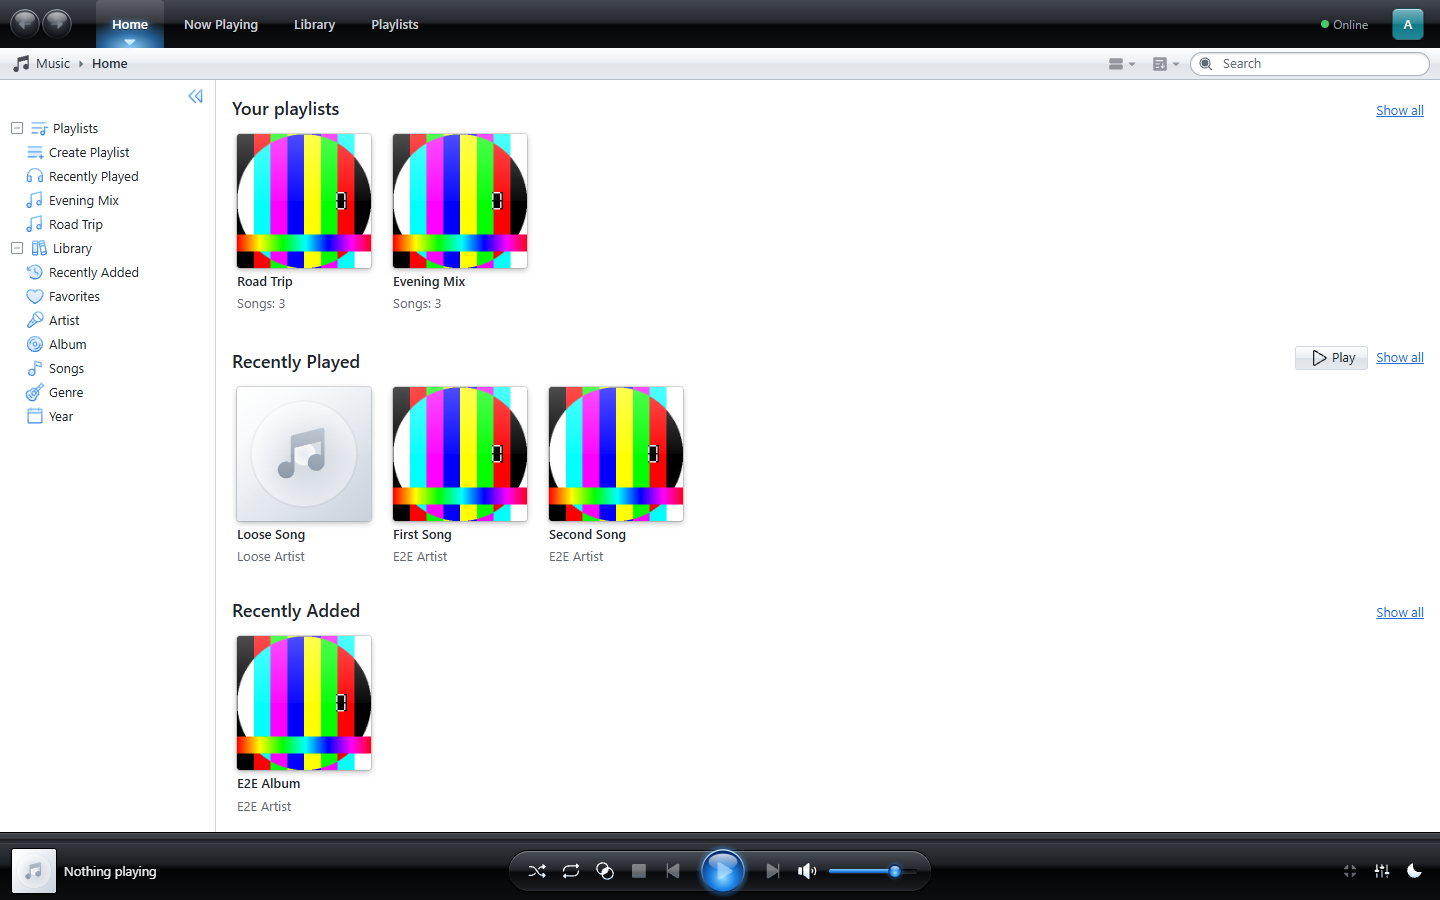 Home
Now Playing
Library
Playlists
Online
A
Music
Home
Search
Playlists
Create Playlist
Recently Played
Evening Mix
Road Trip
Library
Recently Added
Favorites
Artist
Album
Songs
Genre
Year
Your playlists
Show all
Road Trip
Songs: 3
Evening Mix
Songs: 3
Recently Played
Play
Show all
Loose Song
Loose Artist
First Song
E2E Artist
Second Song
E2E Artist
Recently Added
Show all
E2E Album
E2E Artist
Nothing playing